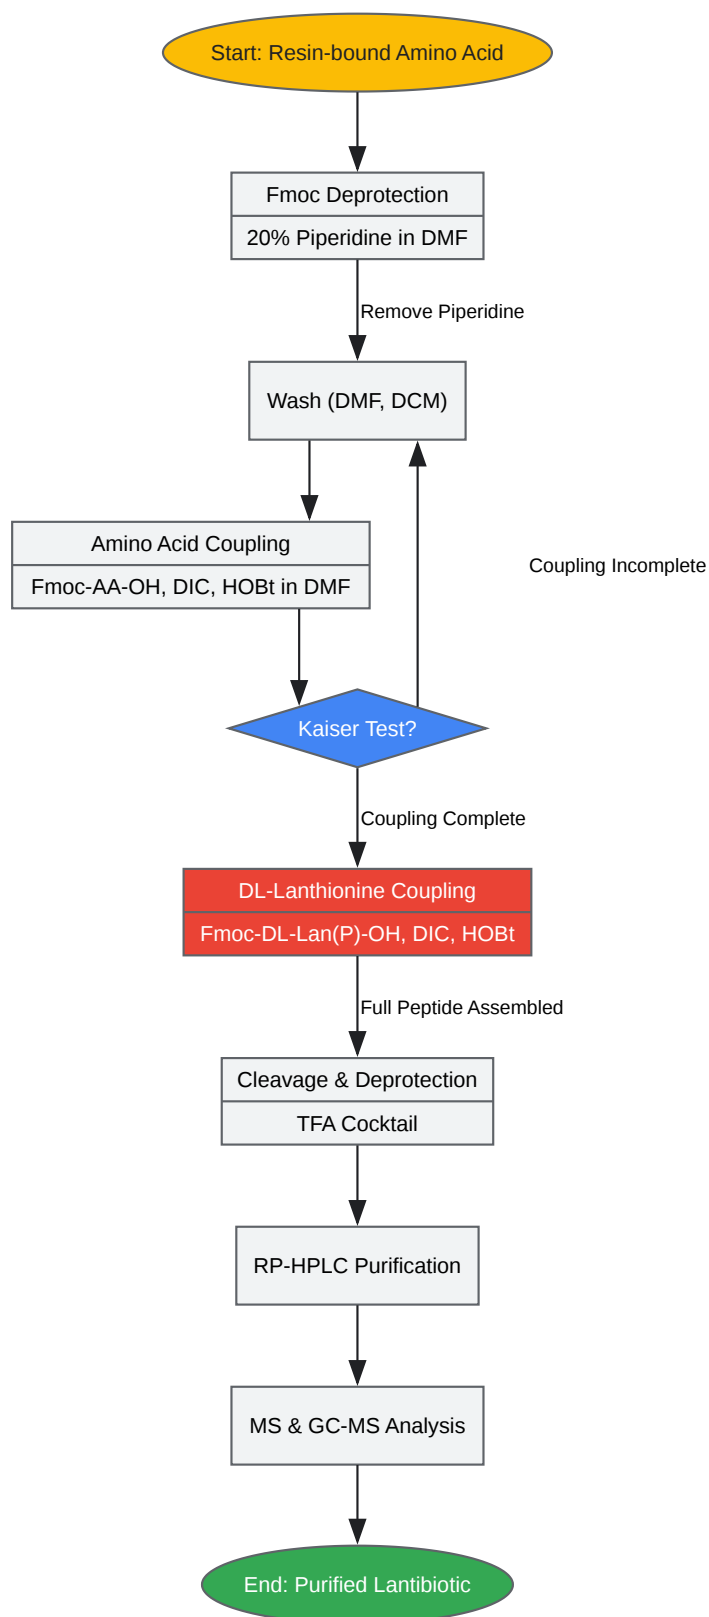 Start: Resin-bound Amino Acid
Fmoc Deprotection
20% Piperidine in DMF
Remove Piperidine
Wash (DMF, DCM)
Amino Acid Coupling
Fmoc-AA-OH, DIC, HOBt in DMF
Coupling Incomplete
Kaiser Test?
Coupling Complete
DL-Lanthionine Coupling
Fmoc-DL-Lan(P)-OH, DIC, HOBt
Full Peptide Assembled
Cleavage & Deprotection
TFA Cocktail
RP-HPLC Purification
MS & GC-MS Analysis
End: Purified Lantibiotic